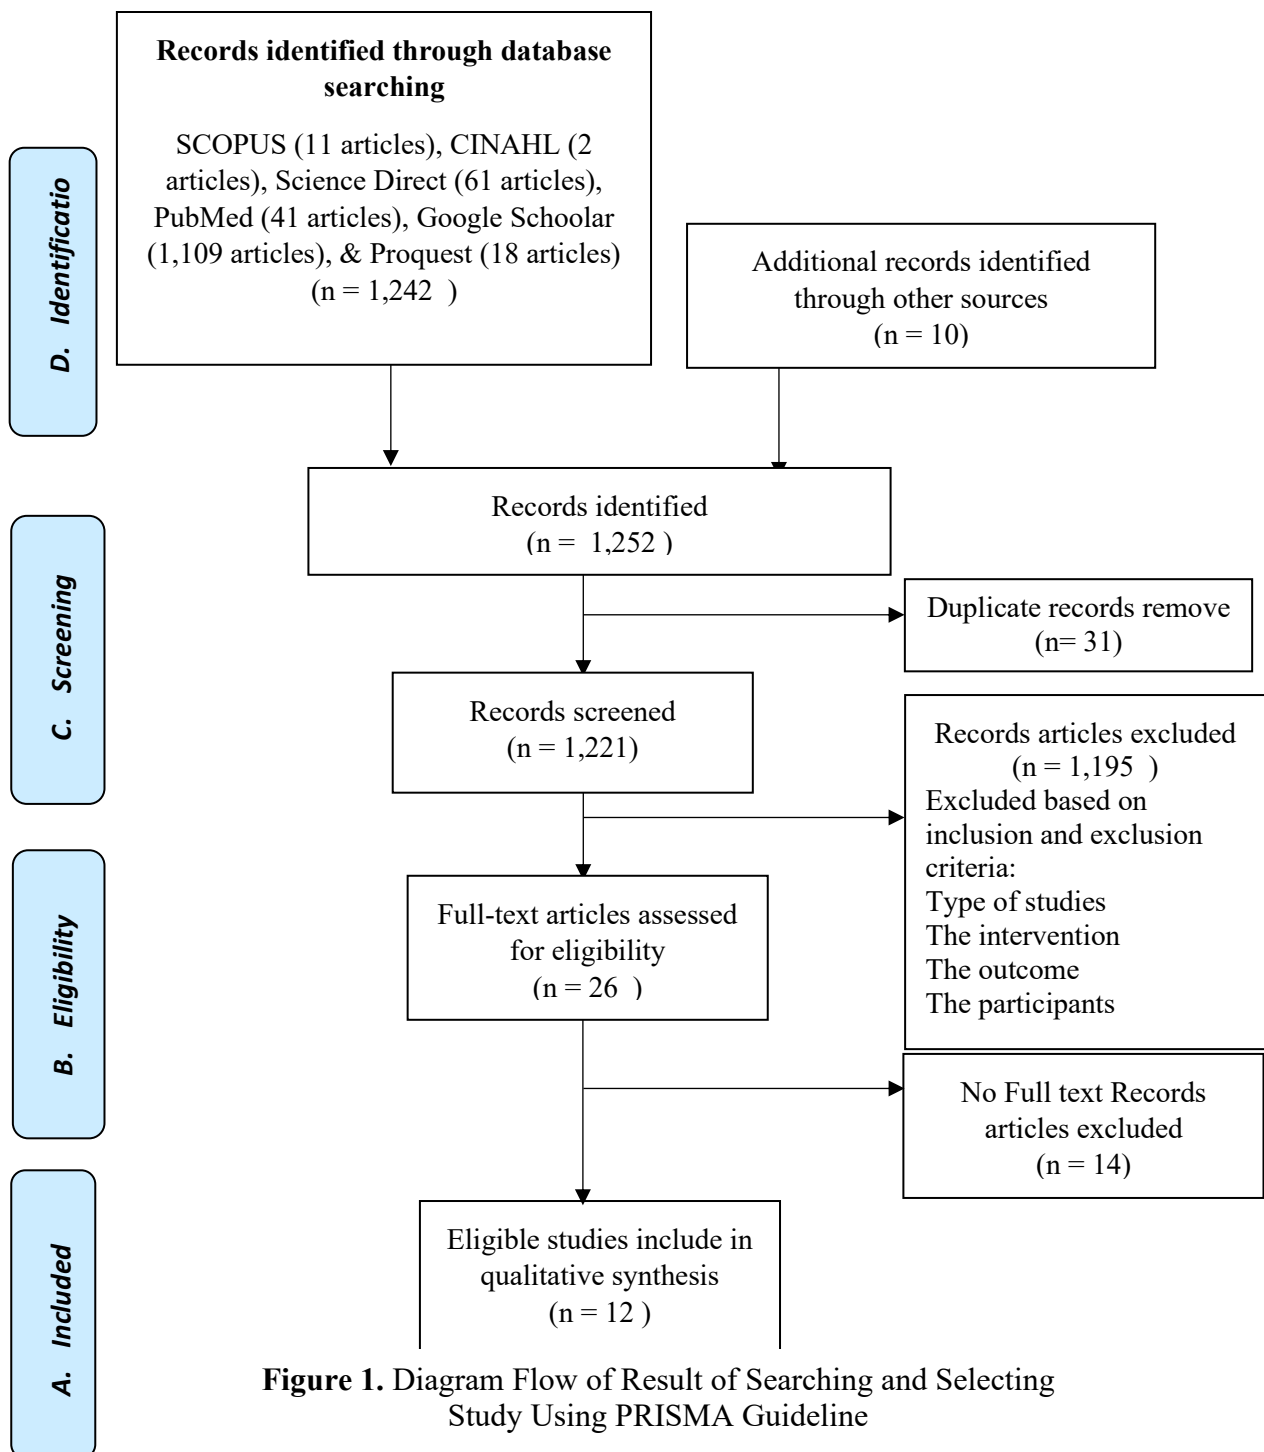 Records identified through database
searching
SCOPUS (11 articles), CINAHL (2
articles), Science Direct (61 articles),
PubMed (41 articles), Google Schoolar
(1,109 articles), & Proquest (18 articles)
(n = 1,242 )
D. Identificatio
Additional records identified
through other sources
(n = 10)
Records identified
(n = 1,252 )
C. Screening
Duplicate records remove
(n= 31)
Records screened
(n = 1,221)
Records articles excluded
(n = 1,195 )
Excluded based on
inclusion and exclusion
criteria:
Type of studies
The intervention
The outcome
The participants
B. Eligibility
Full-text articles assessed
for eligibility
(n = 26 )
No Full text Records
articles excluded
(n = 14)
A. Included
Eligible studies include in
qualitative synthesis
(n = 12 )
Figure 1. Diagram Flow of Result of Searching and Selecting
Study Using PRISMA Guideline